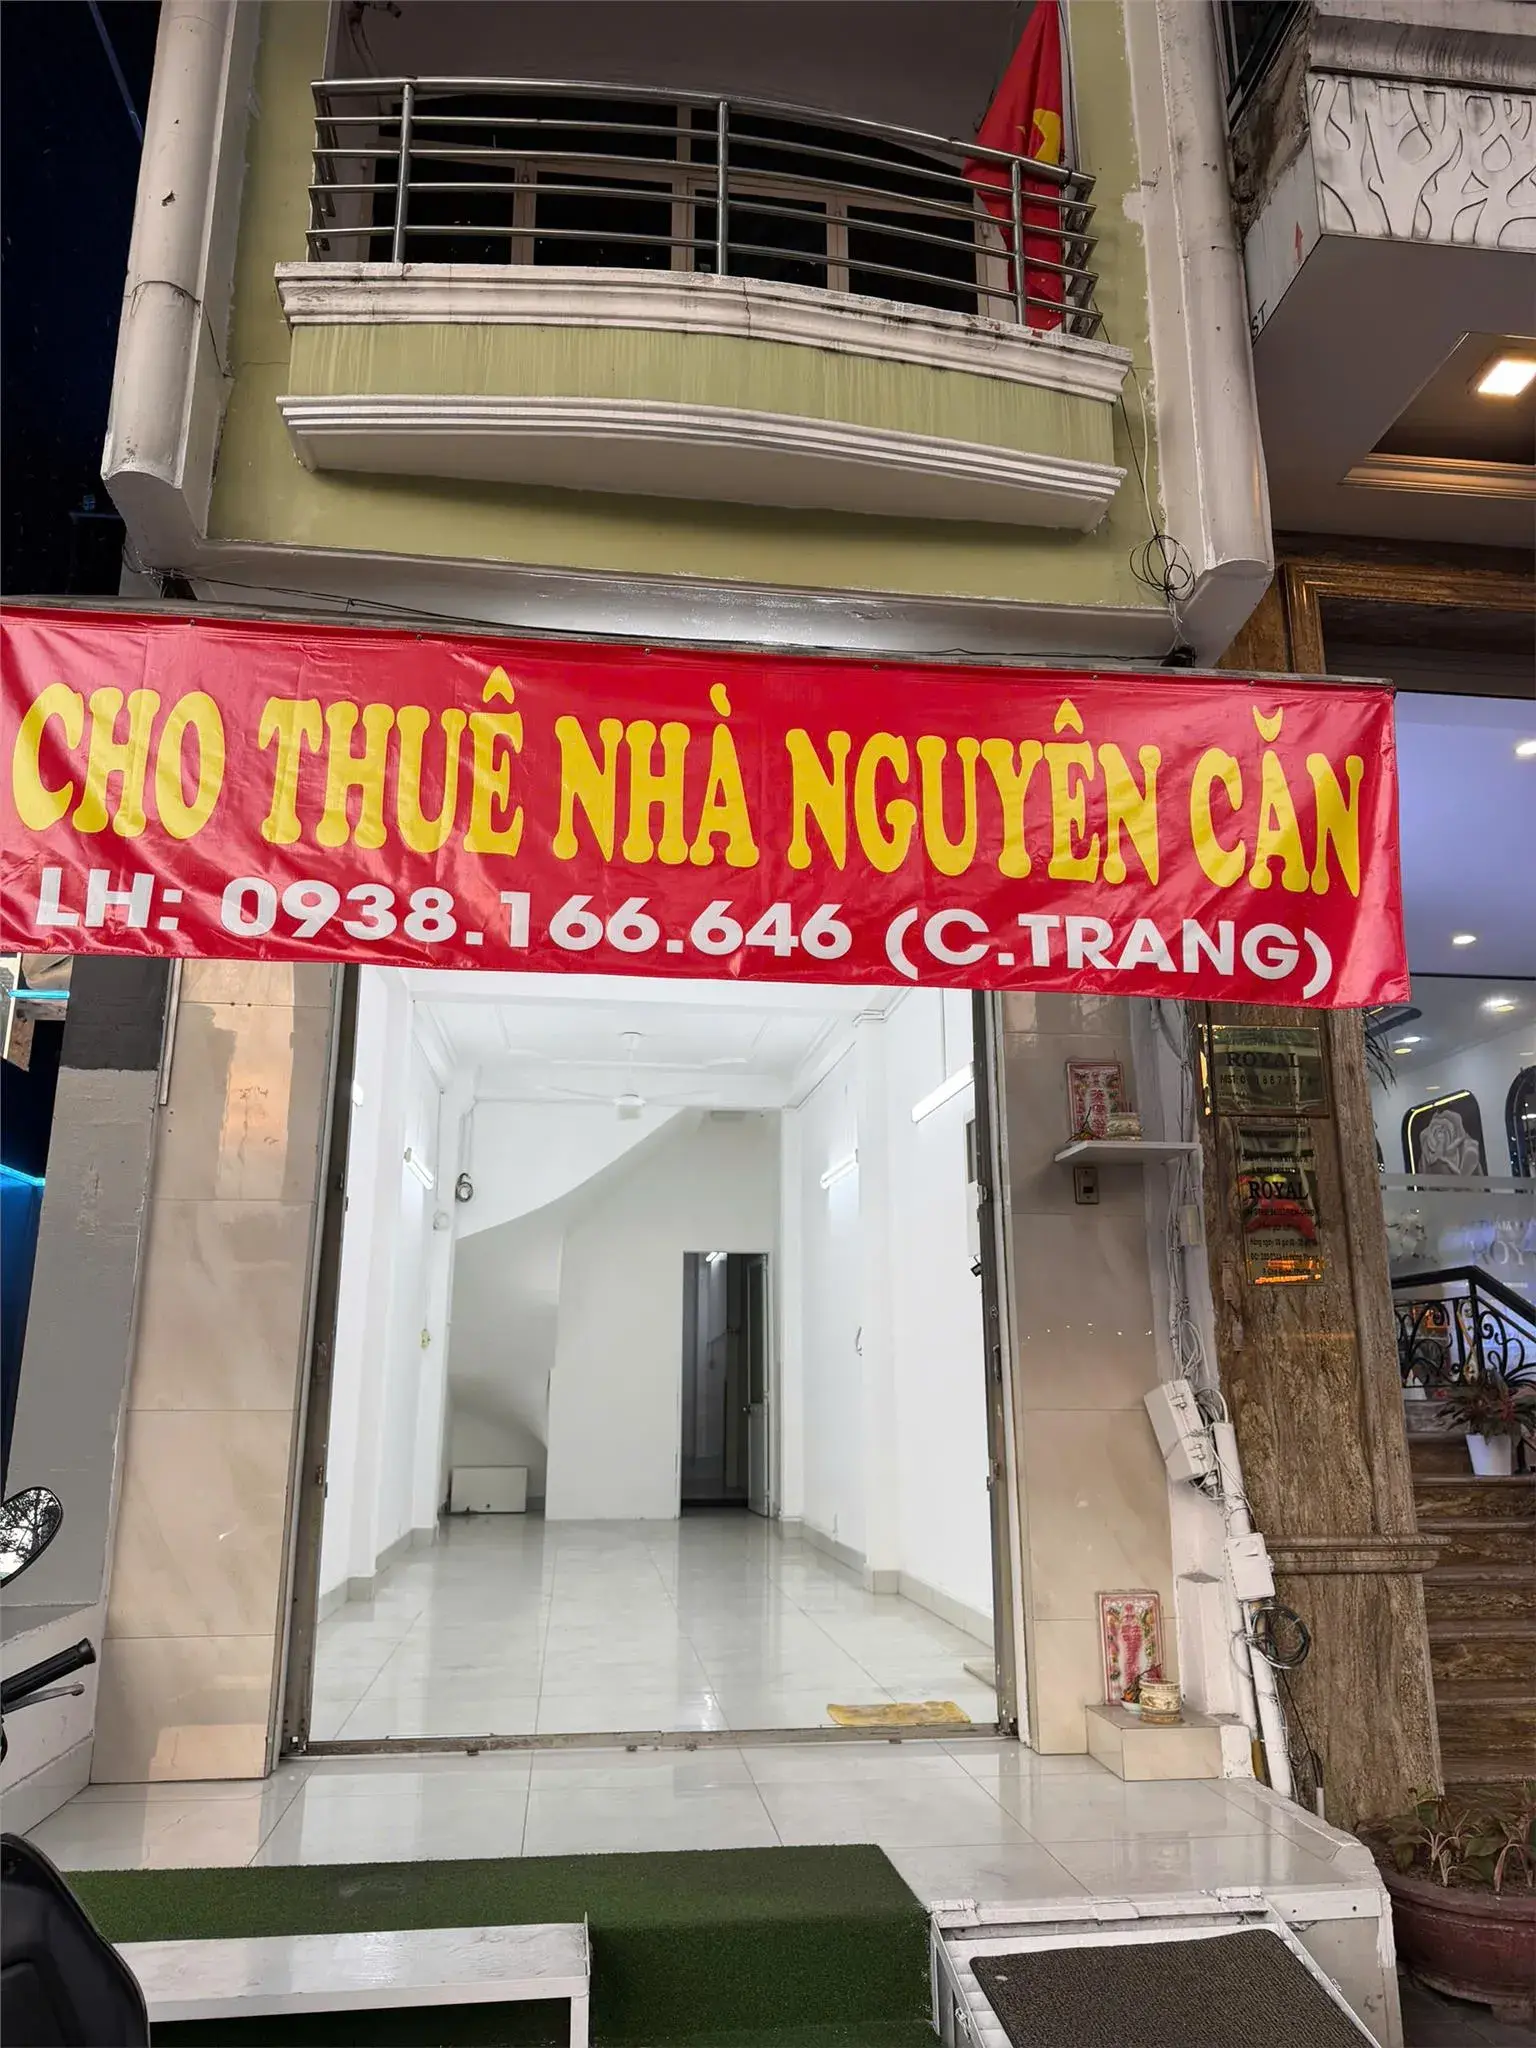 CHO THUÊ NHÀ NGUYÊN CĂN
LH: 0938.166.646 (C.TRANG)
ROYAL
ROYAL